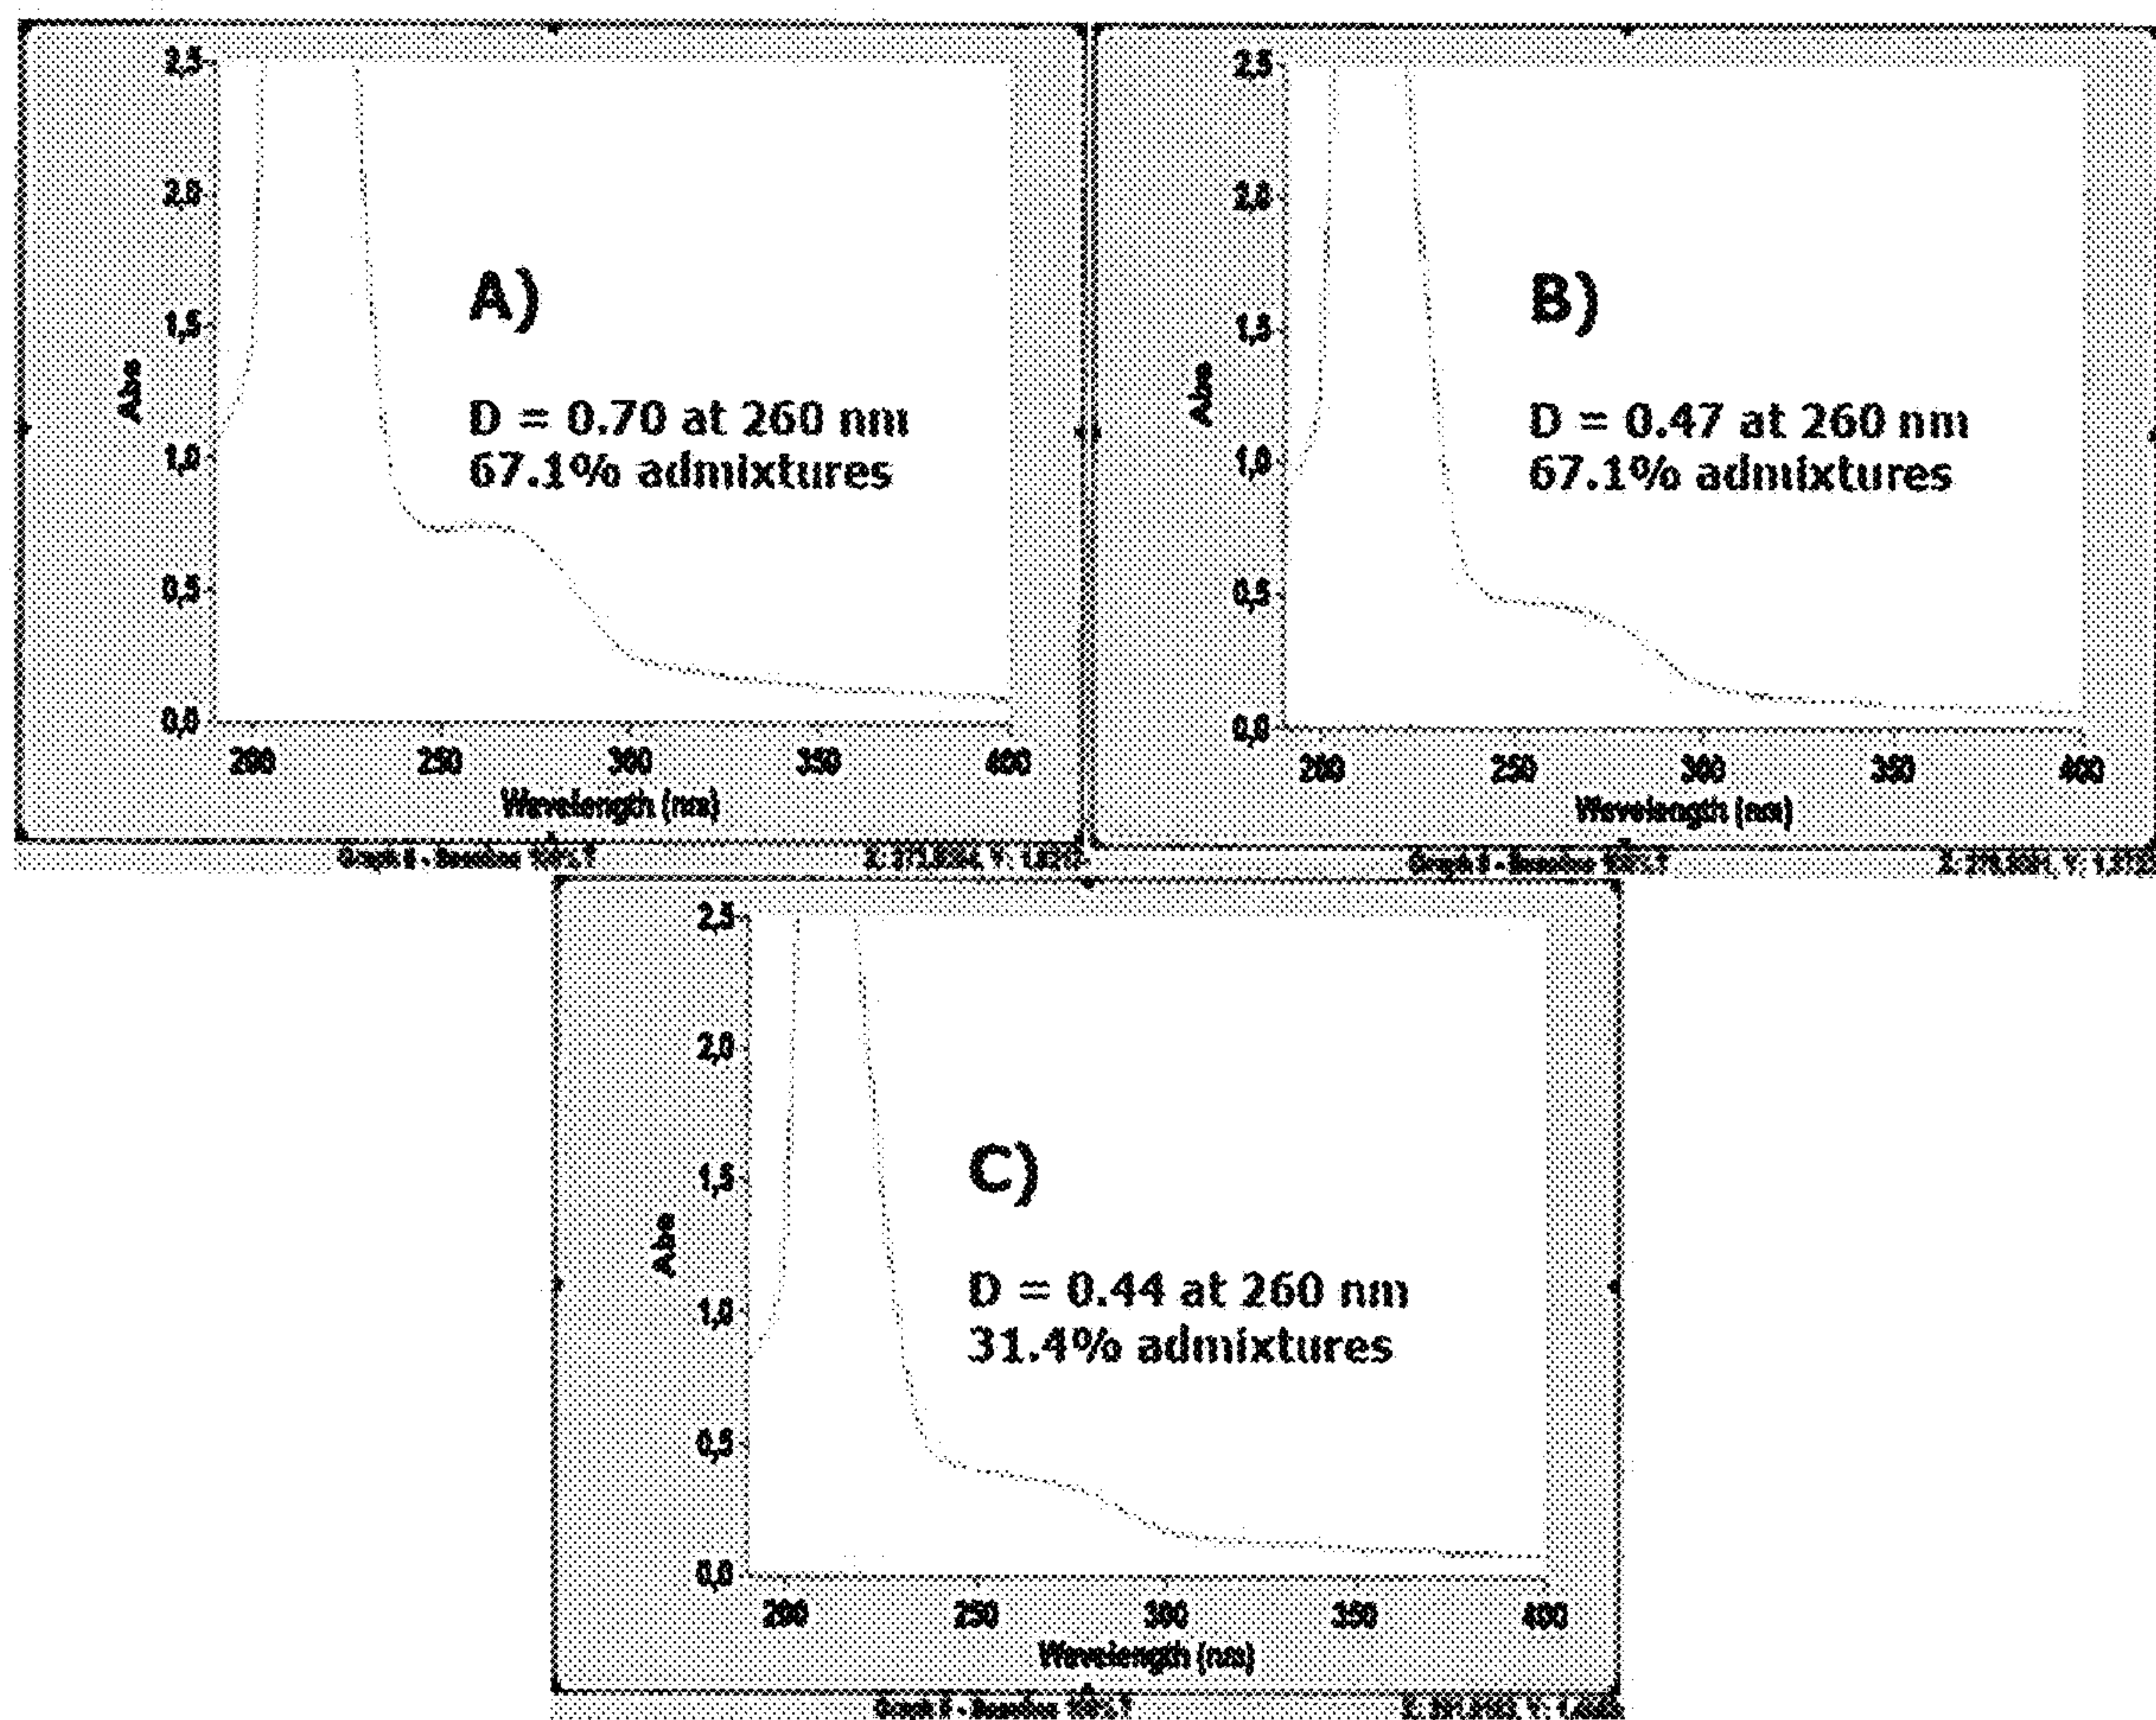 2,5
2,0
1,5
1,0
0,5
0,0
Abs
A)
D = 0.70 at 260 nm
67.1% admixtures
200 250 300 350 400
Wavelength (nm)
2,5
2,0
1,5
1,0
0,5
0,0
Abs
B)
D = 0.47 at 260 nm
67.1% admixtures
200 250 300 350 400
Wavelength (nm)
2,5
2,0
1,5
1,0
0,5
0,0
Abs
C)
D = 0.44 at 260 nm
31.4% admixtures
200 250 300 350 400
Wavelength (nm)